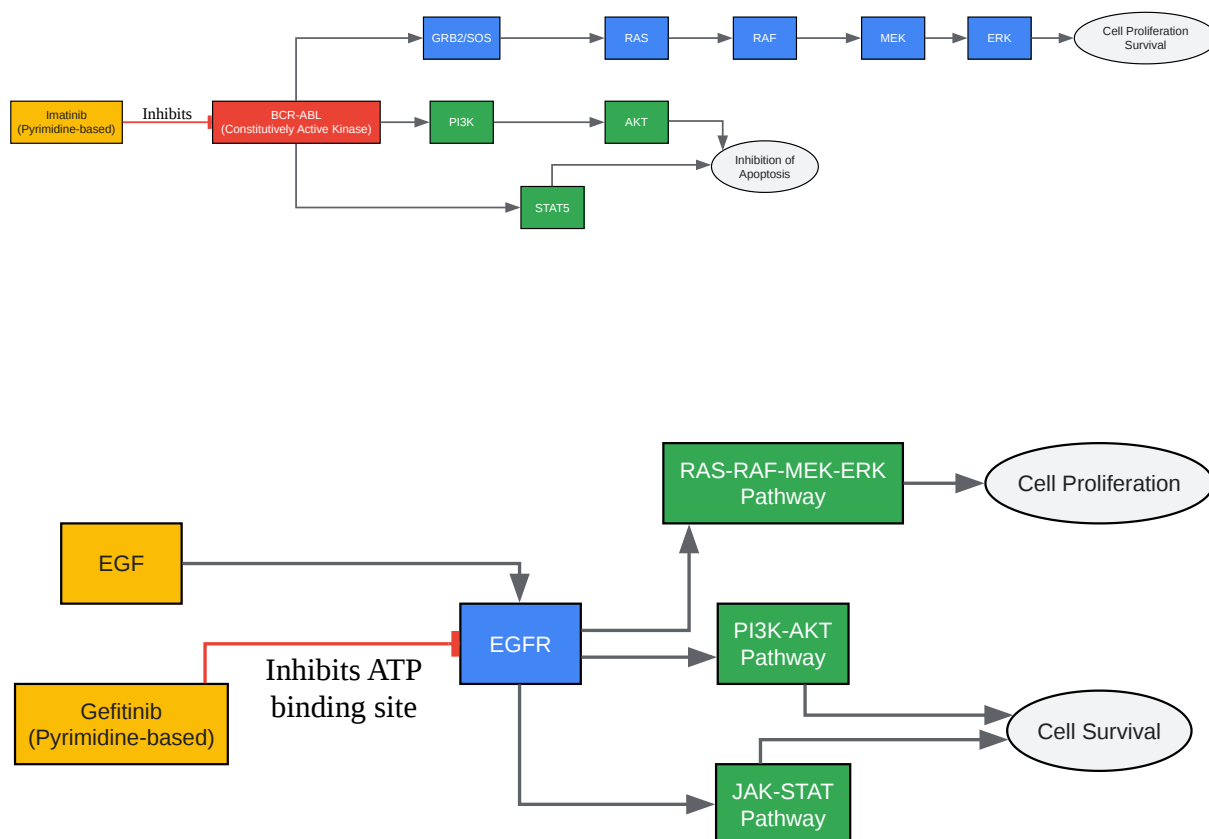 GRB2/SOS
RAS
RAF
MEK
ERK
Cell Proliferation
Survival
Imatinib
(Pyrimidine-based)
Inhibits
BCR-ABL
(Constitutively Active Kinase)
PI3K
AKT
Inhibition of
Apoptosis
STAT5
RAS-RAF-MEK-ERK
Pathway
Cell Proliferation
EGF
EGFR
PI3K-AKT
Pathway
Inhibits ATP
binding site
Gefitinib
(Pyrimidine-based)
Cell Survival
JAK-STAT
Pathway